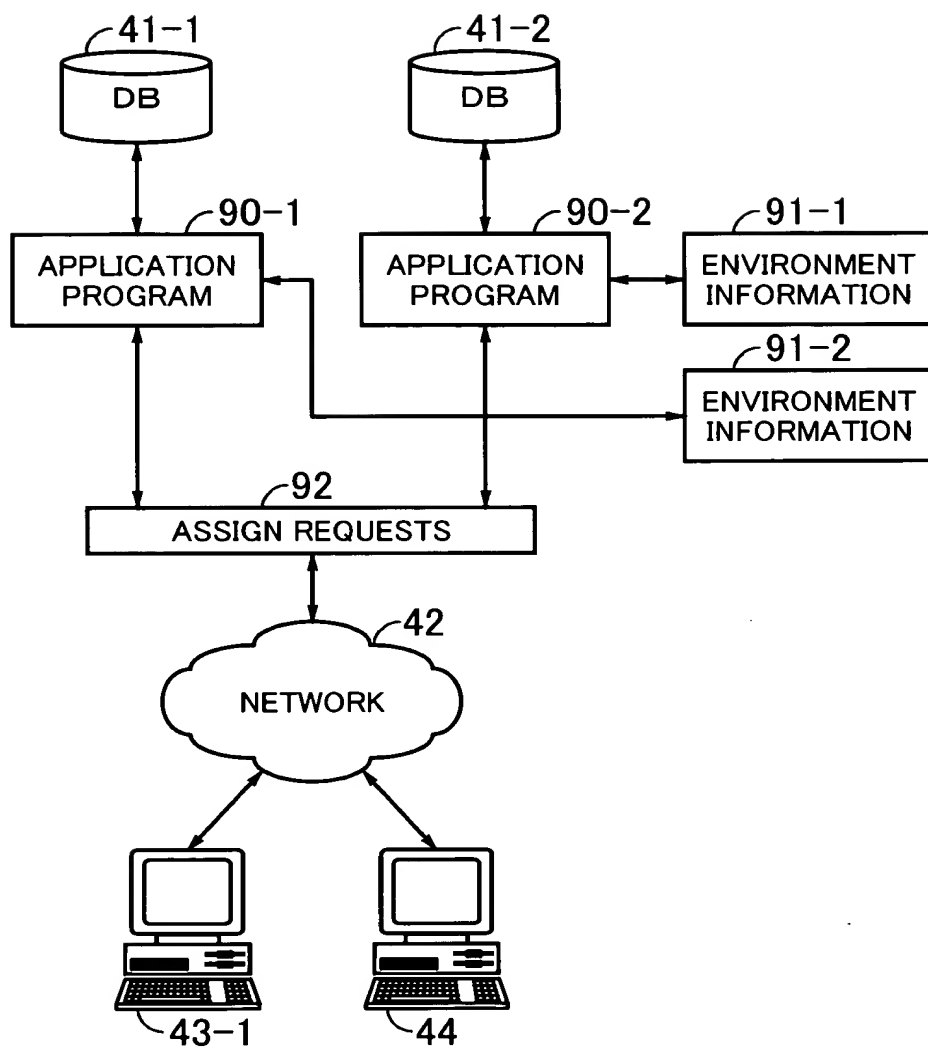 41-1
41-2
DB
DB
90-1
90-2
91-1
APPLICATION
PROGRAM
APPLICATION
PROGRAM
ENVIRONMENT
INFORMATION
91-2
ENVIRONMENT
INFORMATION
92
ASSIGN REQUESTS
42
NETWORK
43-1
44